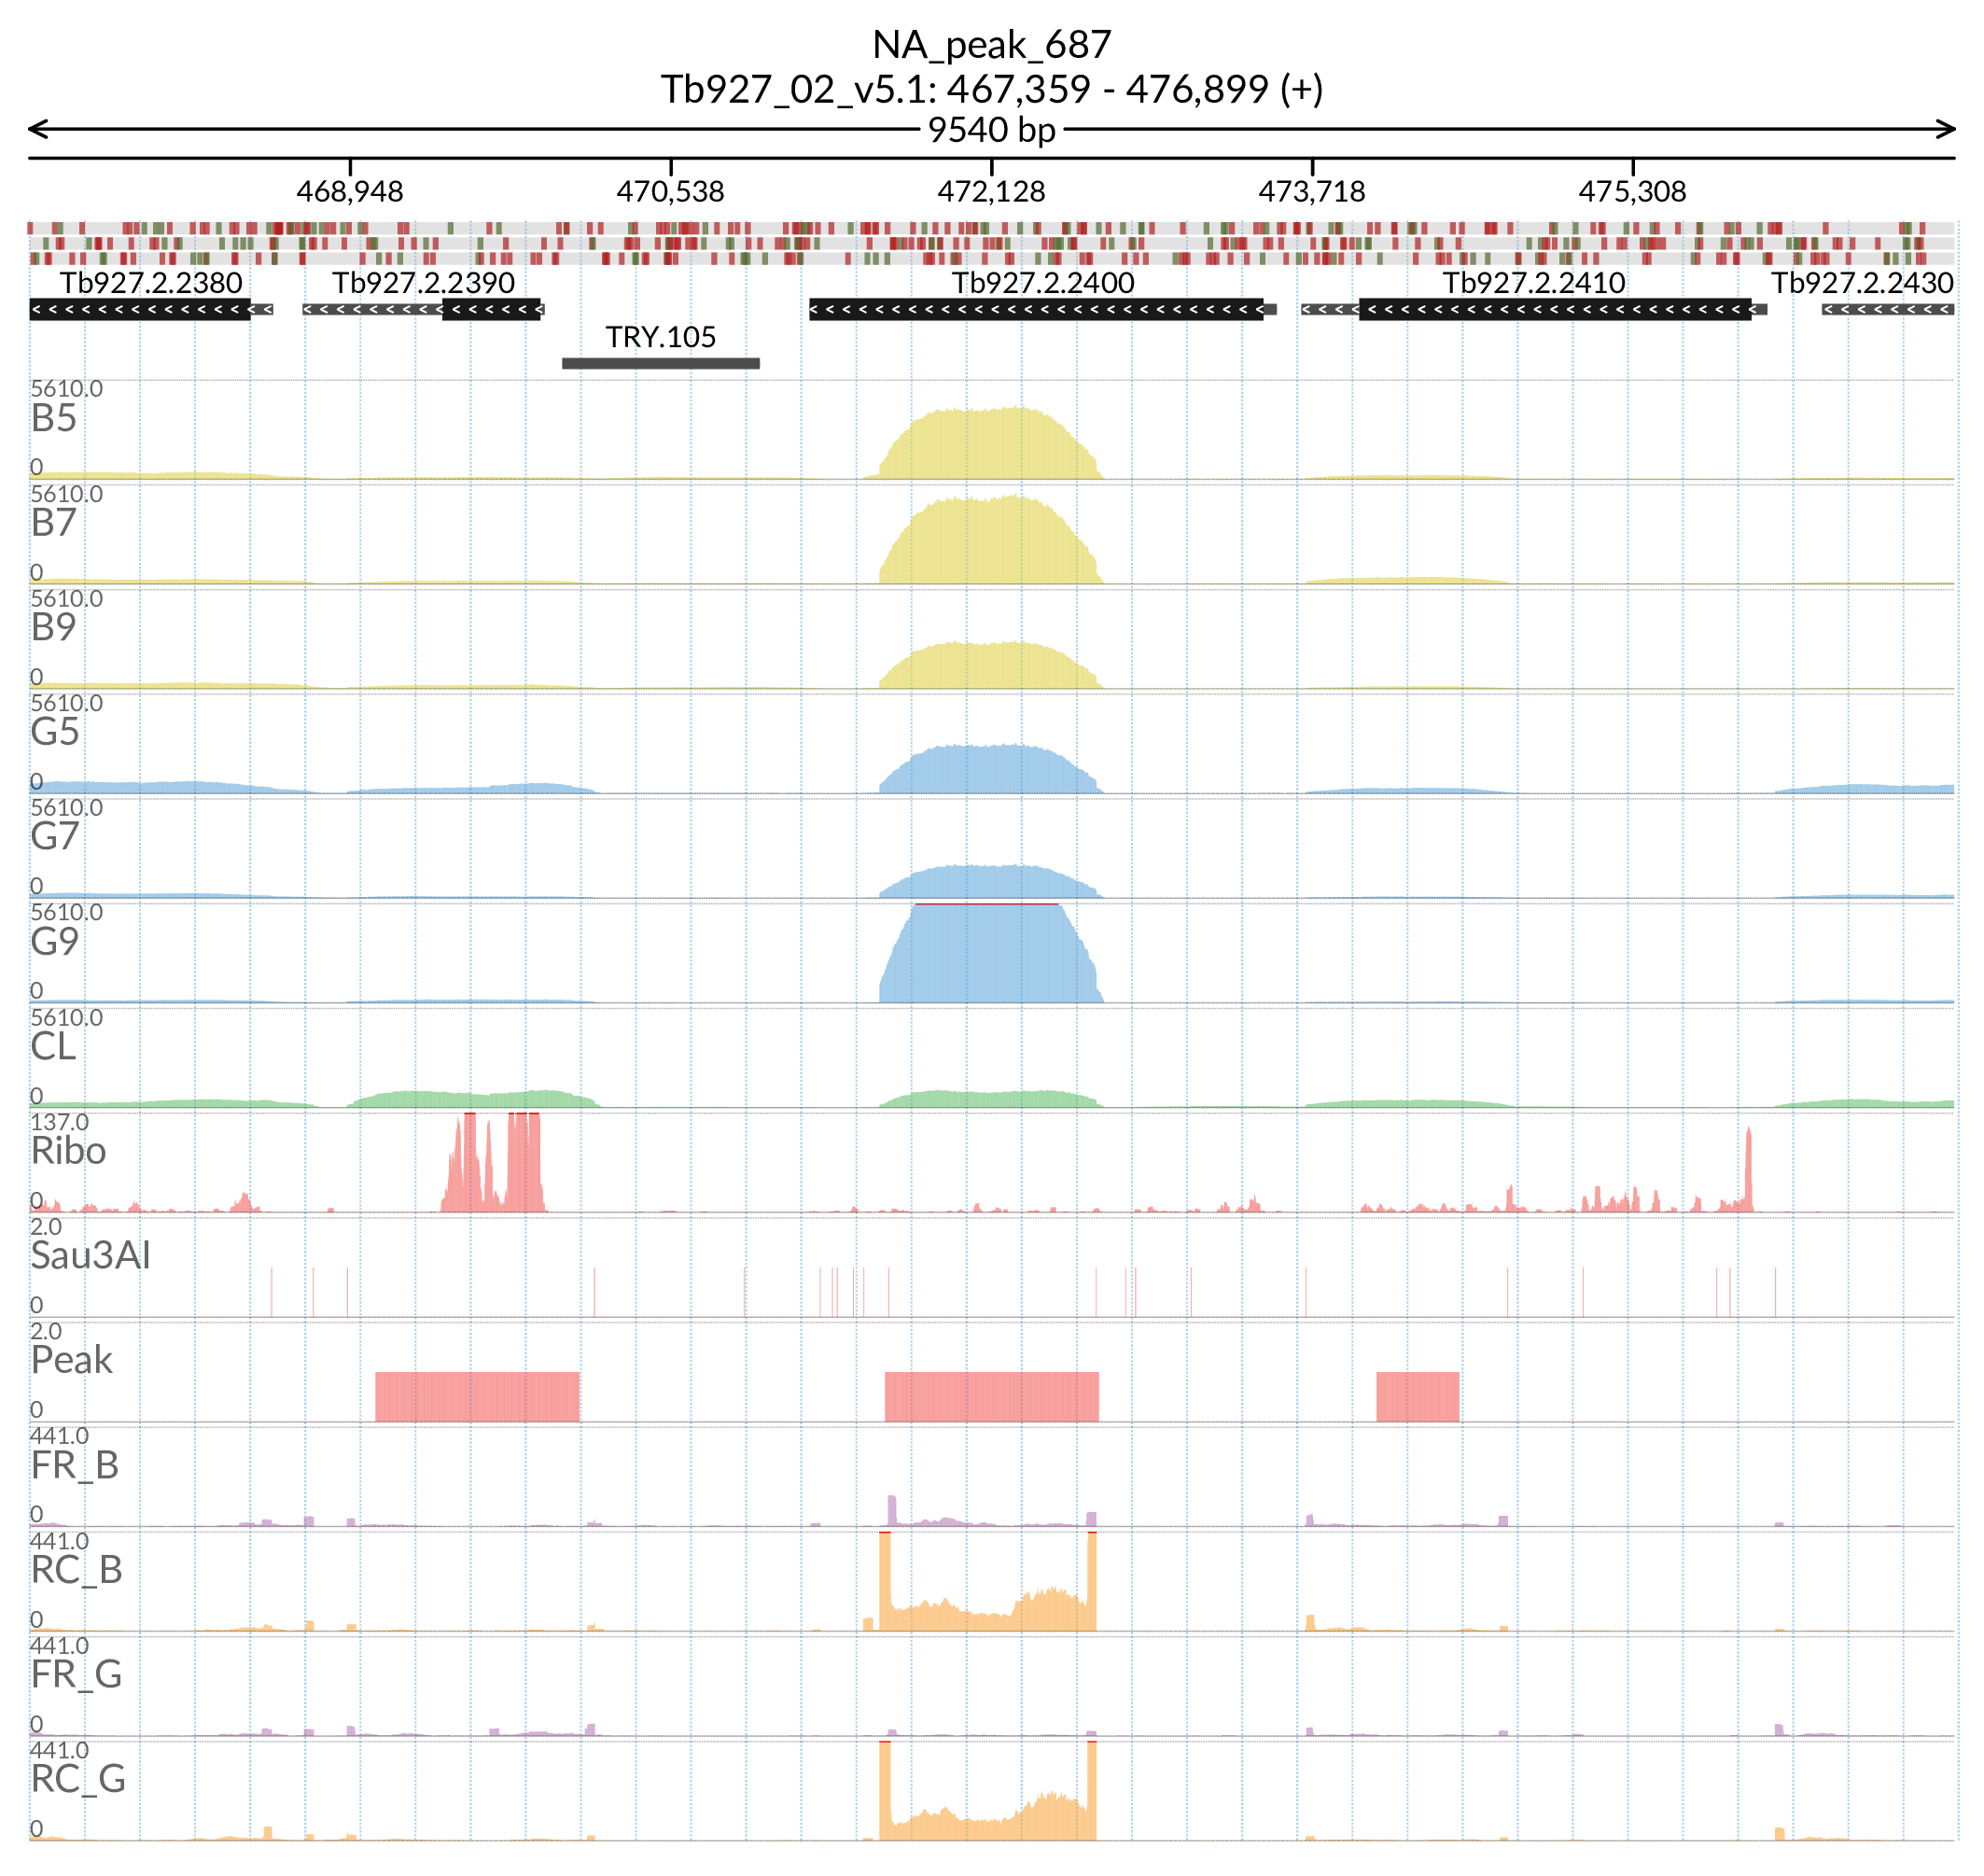 NA_peak_687
Tb927_02_v5.1: 467,359 - 476,899 (+)
9540 bp
468,948 470,538 472,128 473,718 475,308
Tb927.2.2380 Tb927.2.2390 Tb927.2.2400 Tb927.2.2410 Tb927.2.2430
TRY.105
5610.0
B5
0
5610.0
B7
0
5610.0
B9
0
5610.0
G5
0
5610.0
G7
0
5610.0
G9
0
5610.0
CL
0
137.0
Ribo
0
2.0
Sau3AI
0
2.0
Peak
0
441.0
FR_B
0
441.0
RC_B
0
441.0
FR_G
0
441.0
RC_G
0